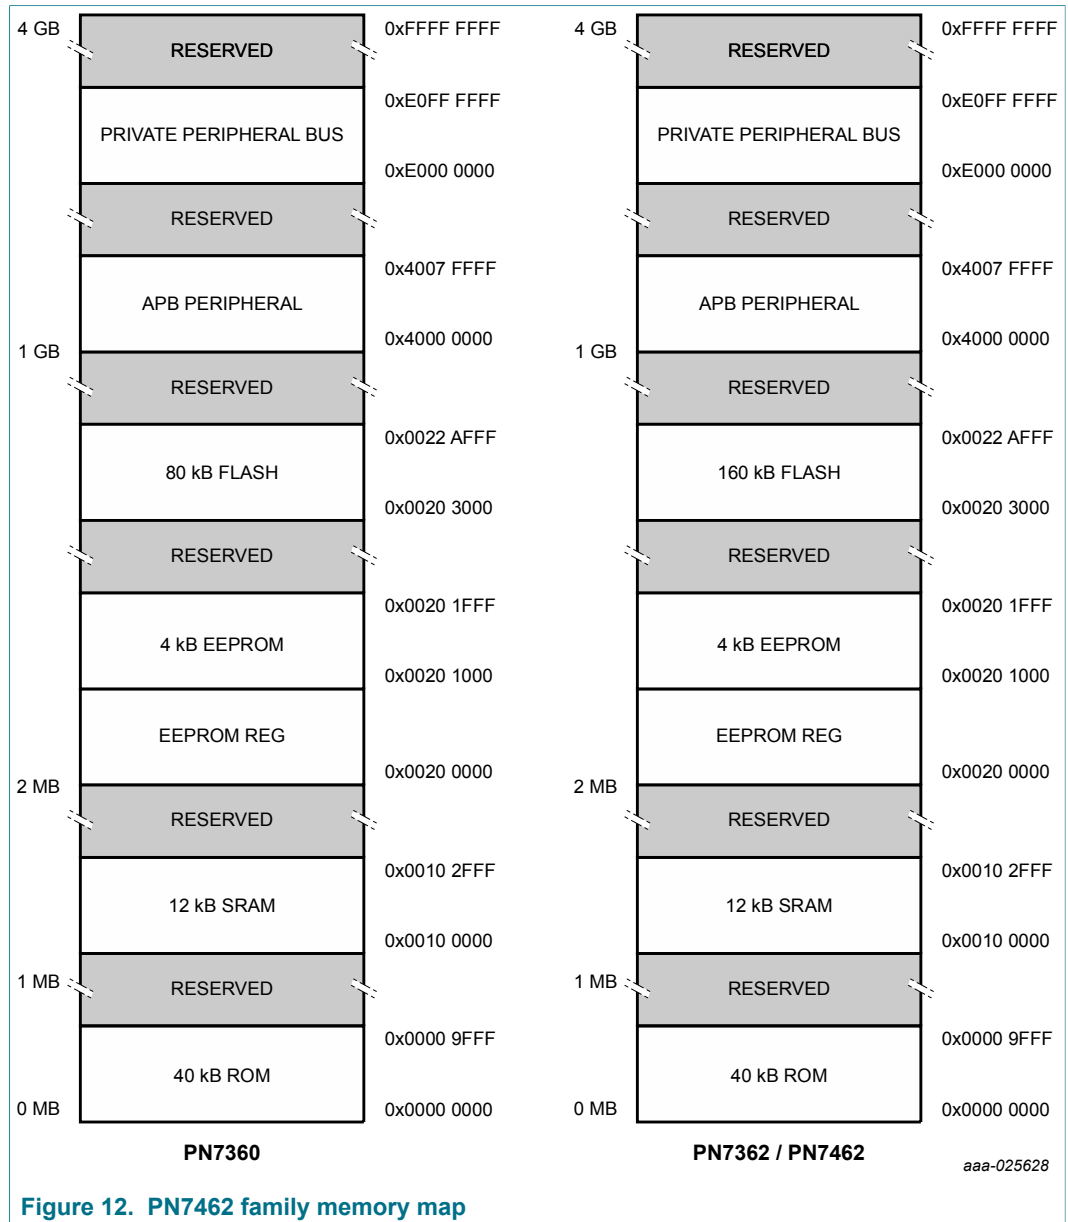 4 GB
RESERVED
0xFFFF FFFF
PRIVATE PERIPHERAL BUS
0xE0FF FFFF
0xE000 0000
RESERVED
APB PERIPHERAL
0x4007 FFFF
0x4000 0000
1 GB
RESERVED
80 kB FLASH
0x0022 AFFF
0x0020 3000
RESERVED
4 kB EEPROM
0x0020 1FFF
0x0020 1000
EEPROM REG
0x0020 0000
2 MB
RESERVED
12 kB SRAM
0x0010 2FFF
0x0010 0000
1 MB
RESERVED
40 kB ROM
0x0000 9FFF
0x0000 0000
0 MB
PN7360
4 GB
RESERVED
0xFFFF FFFF
PRIVATE PERIPHERAL BUS
0xE0FF FFFF
0xE000 0000
RESERVED
APB PERIPHERAL
0x4007 FFFF
0x4000 0000
1 GB
RESERVED
160 kB FLASH
0x0022 AFFF
0x0020 3000
RESERVED
4 kB EEPROM
0x0020 1FFF
0x0020 1000
EEPROM REG
0x0020 0000
2 MB
RESERVED
12 kB SRAM
0x0010 2FFF
0x0010 0000
1 MB
RESERVED
40 kB ROM
0x0000 9FFF
0x0000 0000
0 MB
PN7362 / PN7462
aaa-025628
Figure 12. PN7462 family memory map